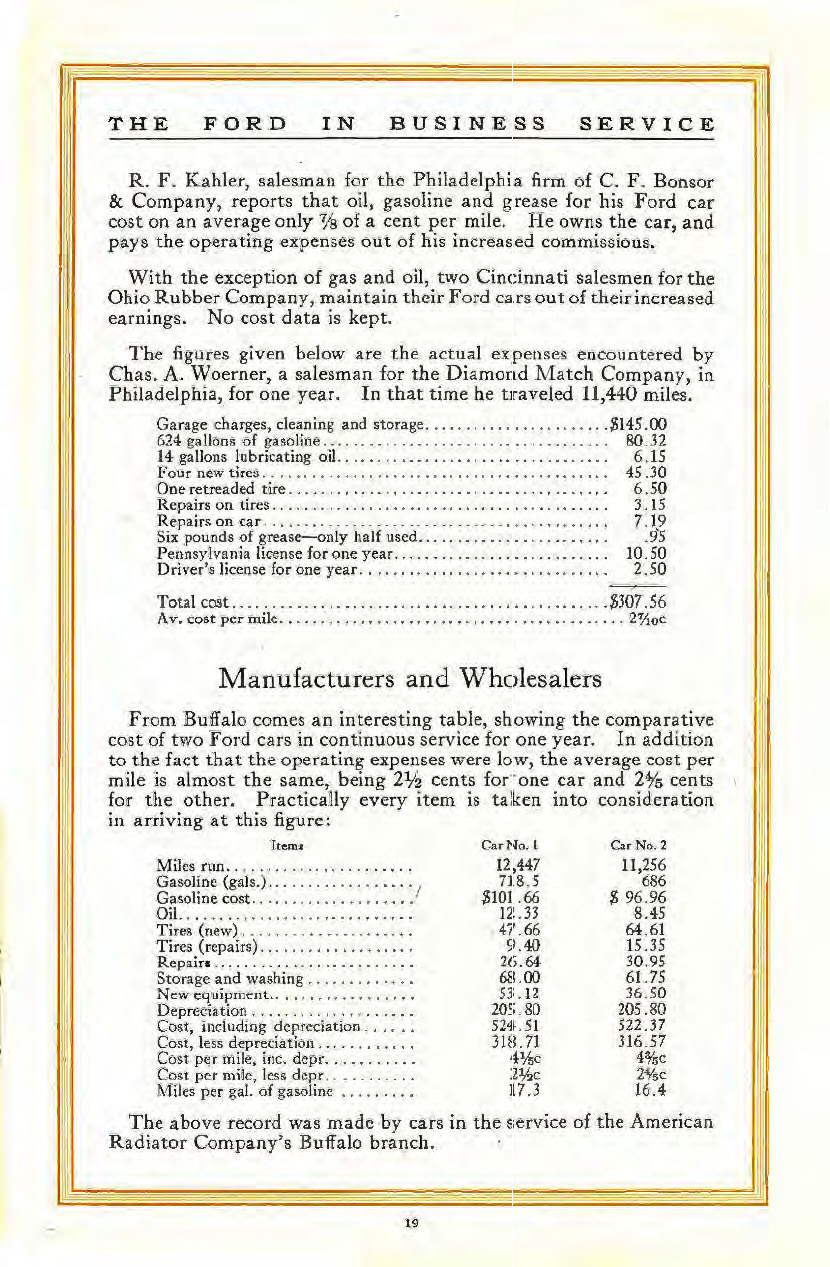 THE FORD IN BUSINESS SERVICE
R. F. Kahler, salesman for the Philadelphia firm of C. F. Bonsor
& Company, reports that oil, gasoline and grease for his Ford car
cost on an average only ⅞ of a cent per mile. He owns the car, and
pays the operating expenses out of his increased commissions.
With the exception of gas and oil, two Cincinnati salesmen for the
Ohio Rubber Company, maintain their Ford cars out of their increased
earnings. No cost data is kept.
The figures given below are the actual expenses encountered by
Chas. A. Woerner, a salesman for the Diamond Match Company, in
Philadelphia, for one year. In that time he traveled 11,440 miles.
Garage charges, cleaning and storage.......................$145.00
624 gallons of gasoline................................... 80.32
14 gallons lubricating oil................................. 6.15
Four new tires.......................................... 45.30
One retreaded tire....................................... 6.50
Repairs on tires......................................... 3.15
Repairs on car.......................................... 7.19
Six pounds of grease—only half used....................... .95
Pennsylvania license for one year.......................... 10.50
Driver's license for one year.............................. 2.50
Total cost..............................................$307.56
Av. cost per mile.......................................... 2 7/10c
Manufacturers and Wholesalers
From Buffalo comes an interesting table, showing the comparative
cost of two Ford cars in continuous service for one year. In addition
to the fact that the operating expenses were low, the average cost per
mile is almost the same, being 2½ cents for one car and 2⅘ cents
for the other. Practically every item is taken into consideration
in arriving at this figure:
Items Car No. 1 Car No. 2
Miles run....................... 12,447 11,256
Gasoline (gals.).................. 718.5 686
Gasoline cost.................... $101.66 $ 96.96
Oil............................. 12.33 8.45
Tires (new)..................... 47.66 64.61
Tires (repairs)................... 9.40 15.35
Repairs......................... 26.64 30.95
Storage and washing............. 68.00 61.75
New equipment.................. 53.12 36.50
Depreciation.................... 205.80 205.80
Cost, including depreciation...... 524.51 522.37
Cost, less depreciation............ 318.71 316.57
Cost per mile, inc. depr........... 4⅕c 4⅗c
Cost per mile, less depr........... 2½c 2⅘c
Miles per gal. of gasoline ......... 17.3 16.4
The above record was made by cars in the service of the American
Radiator Company's Buffalo branch.
19